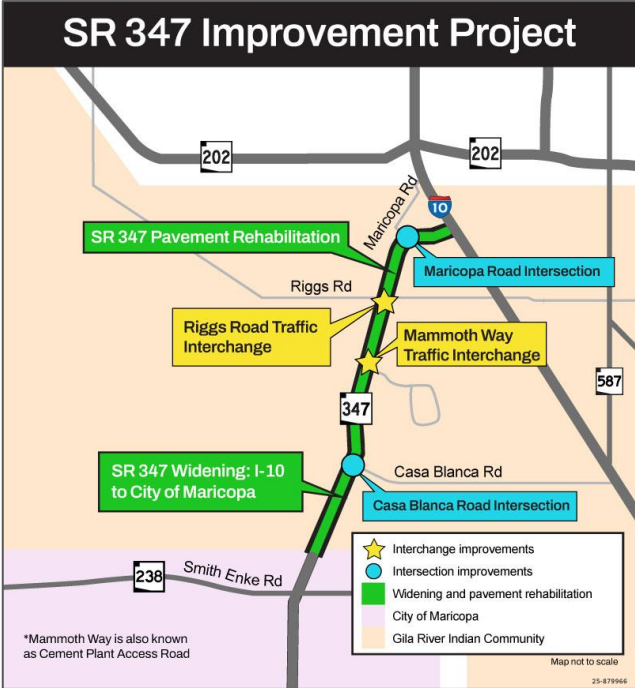 SR 347 Improvement Project
202
202
Maricopa Rd
10
SR 347 Pavement Rehabilitation
Maricopa Road Intersection
Riggs Rd
Riggs Road Traffic
Interchange
Mammoth Way
Traffic Interchange
587
347
SR 347 Widening: I-10
to City of Maricopa
Casa Blanca Rd
Casa Blanca Road Intersection
Interchange improvements
Intersection improvements
Widening and pavement rehabilitation
City of Maricopa
Gila River Indian Community
238
Smith Enke Rd
*Mammoth Way is also known
as Cement Plant Access Road
Map not to scale
25-879966